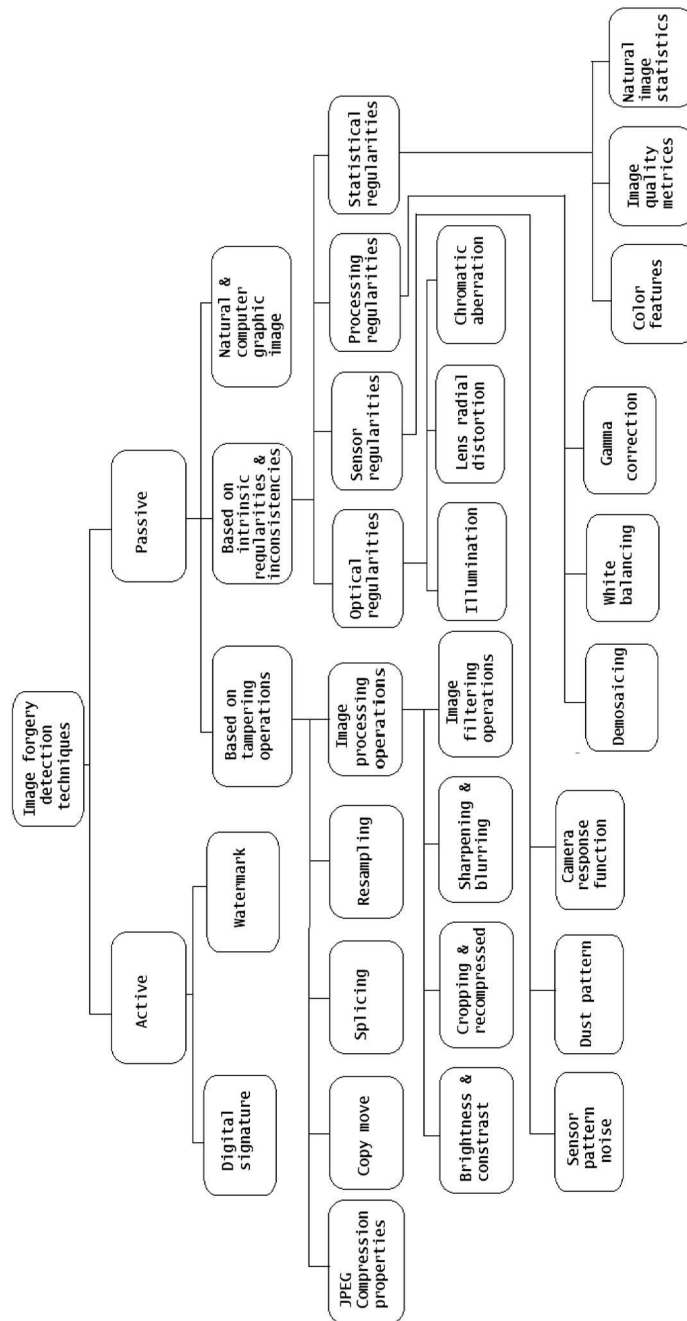 Image forgery
detection
techniques
Active
Passive
Digital
signature
Watermark
Based on
tampering
operations
Based on
intrinsic
regularities &
inconsistencies
Natural &
computer
graphic
image
JPEG
Compression
properties
Copy move
Splicing
Resampling
Image
processing
operations
Optical
regularities
Sensor
regularities
Processing
regularities
Statistical
regularities
Brightness &
constrast
Cropping &
recompressed
Sharpening &
blurring
Image
filtering
operations
Illumination
Lens radial
distortion
Chromatic
aberration
Sensor
pattern
noise
Dust pattern
Camera
response
function
Demosaicing
White
balancing
Gamma
correction
Color
features
Image
quality
metrices
Natural
image
statistics